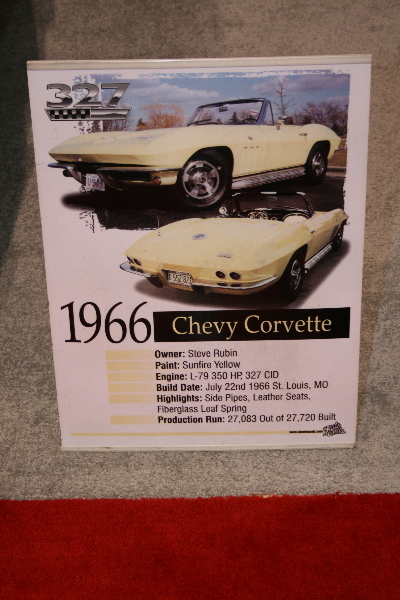 327
1966 Chevy Corvette
Owner: Steve Rubin
Paint: Sunfire Yellow
Engine: L-79 350 HP, 327 CID
Build Date: July 22nd 1966 St. Louis, MO
Highlights: Side Pipes, Leather Seats,
Fiberglass Leaf Spring
Production Run: 27,083 Out of 27,720 Built